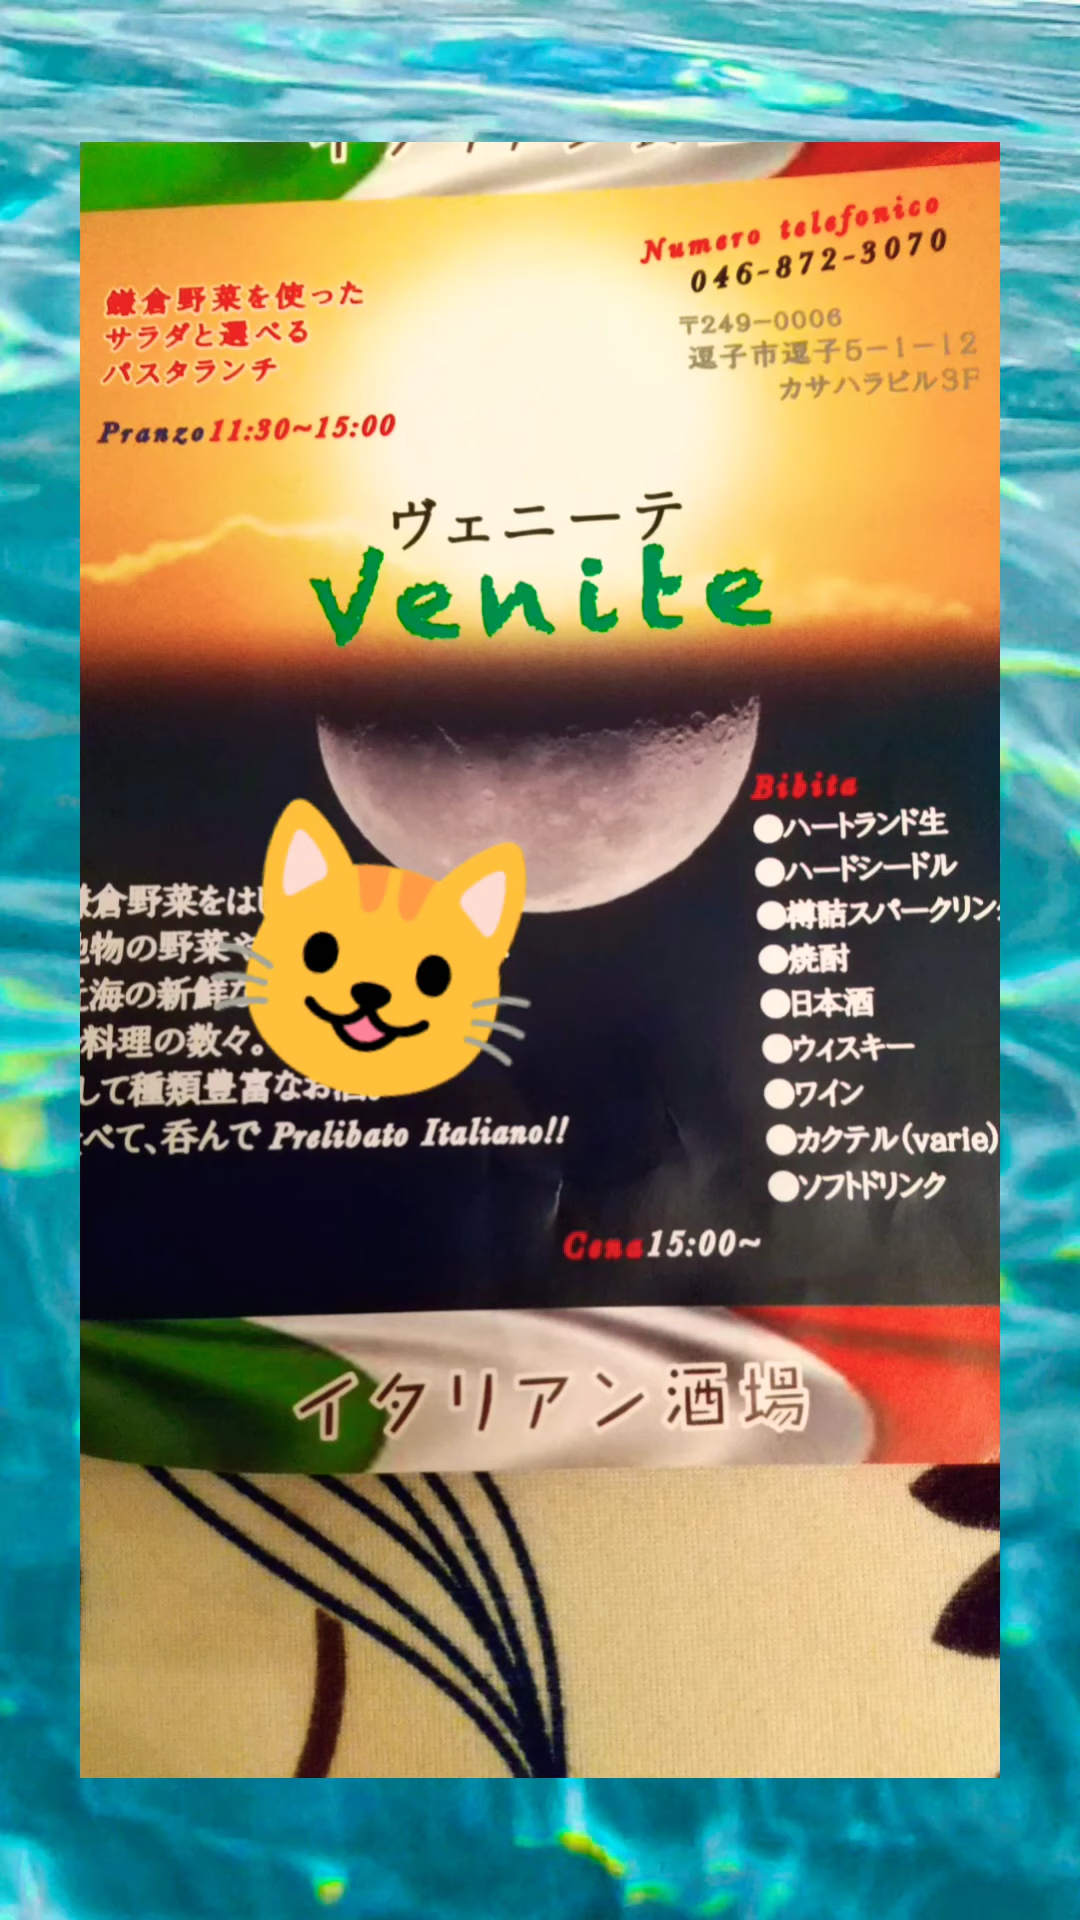 Numero telefonico
046-872-3070
〒249-0006
逗子市逗子5-1-12
カサハラビル3F
鎌倉野菜を使った
サラダと選べる
パスタランチ
Pranzo11:30~15:00
ヴェニーテ
Venite
倉野菜をは
物の野菜
海の新鮮
料理の数々。
して種類豊富なお
べて、呑んで Prelibato Italiano!!
Bibita
●ハートランド生
●ハードシードル
●樽詰スパークリン
●焼酎
●日本酒
●ウィスキー
●ワイン
●カクテル(varie)
●ソフトドリンク
Cena15:00~
イタリアン酒場